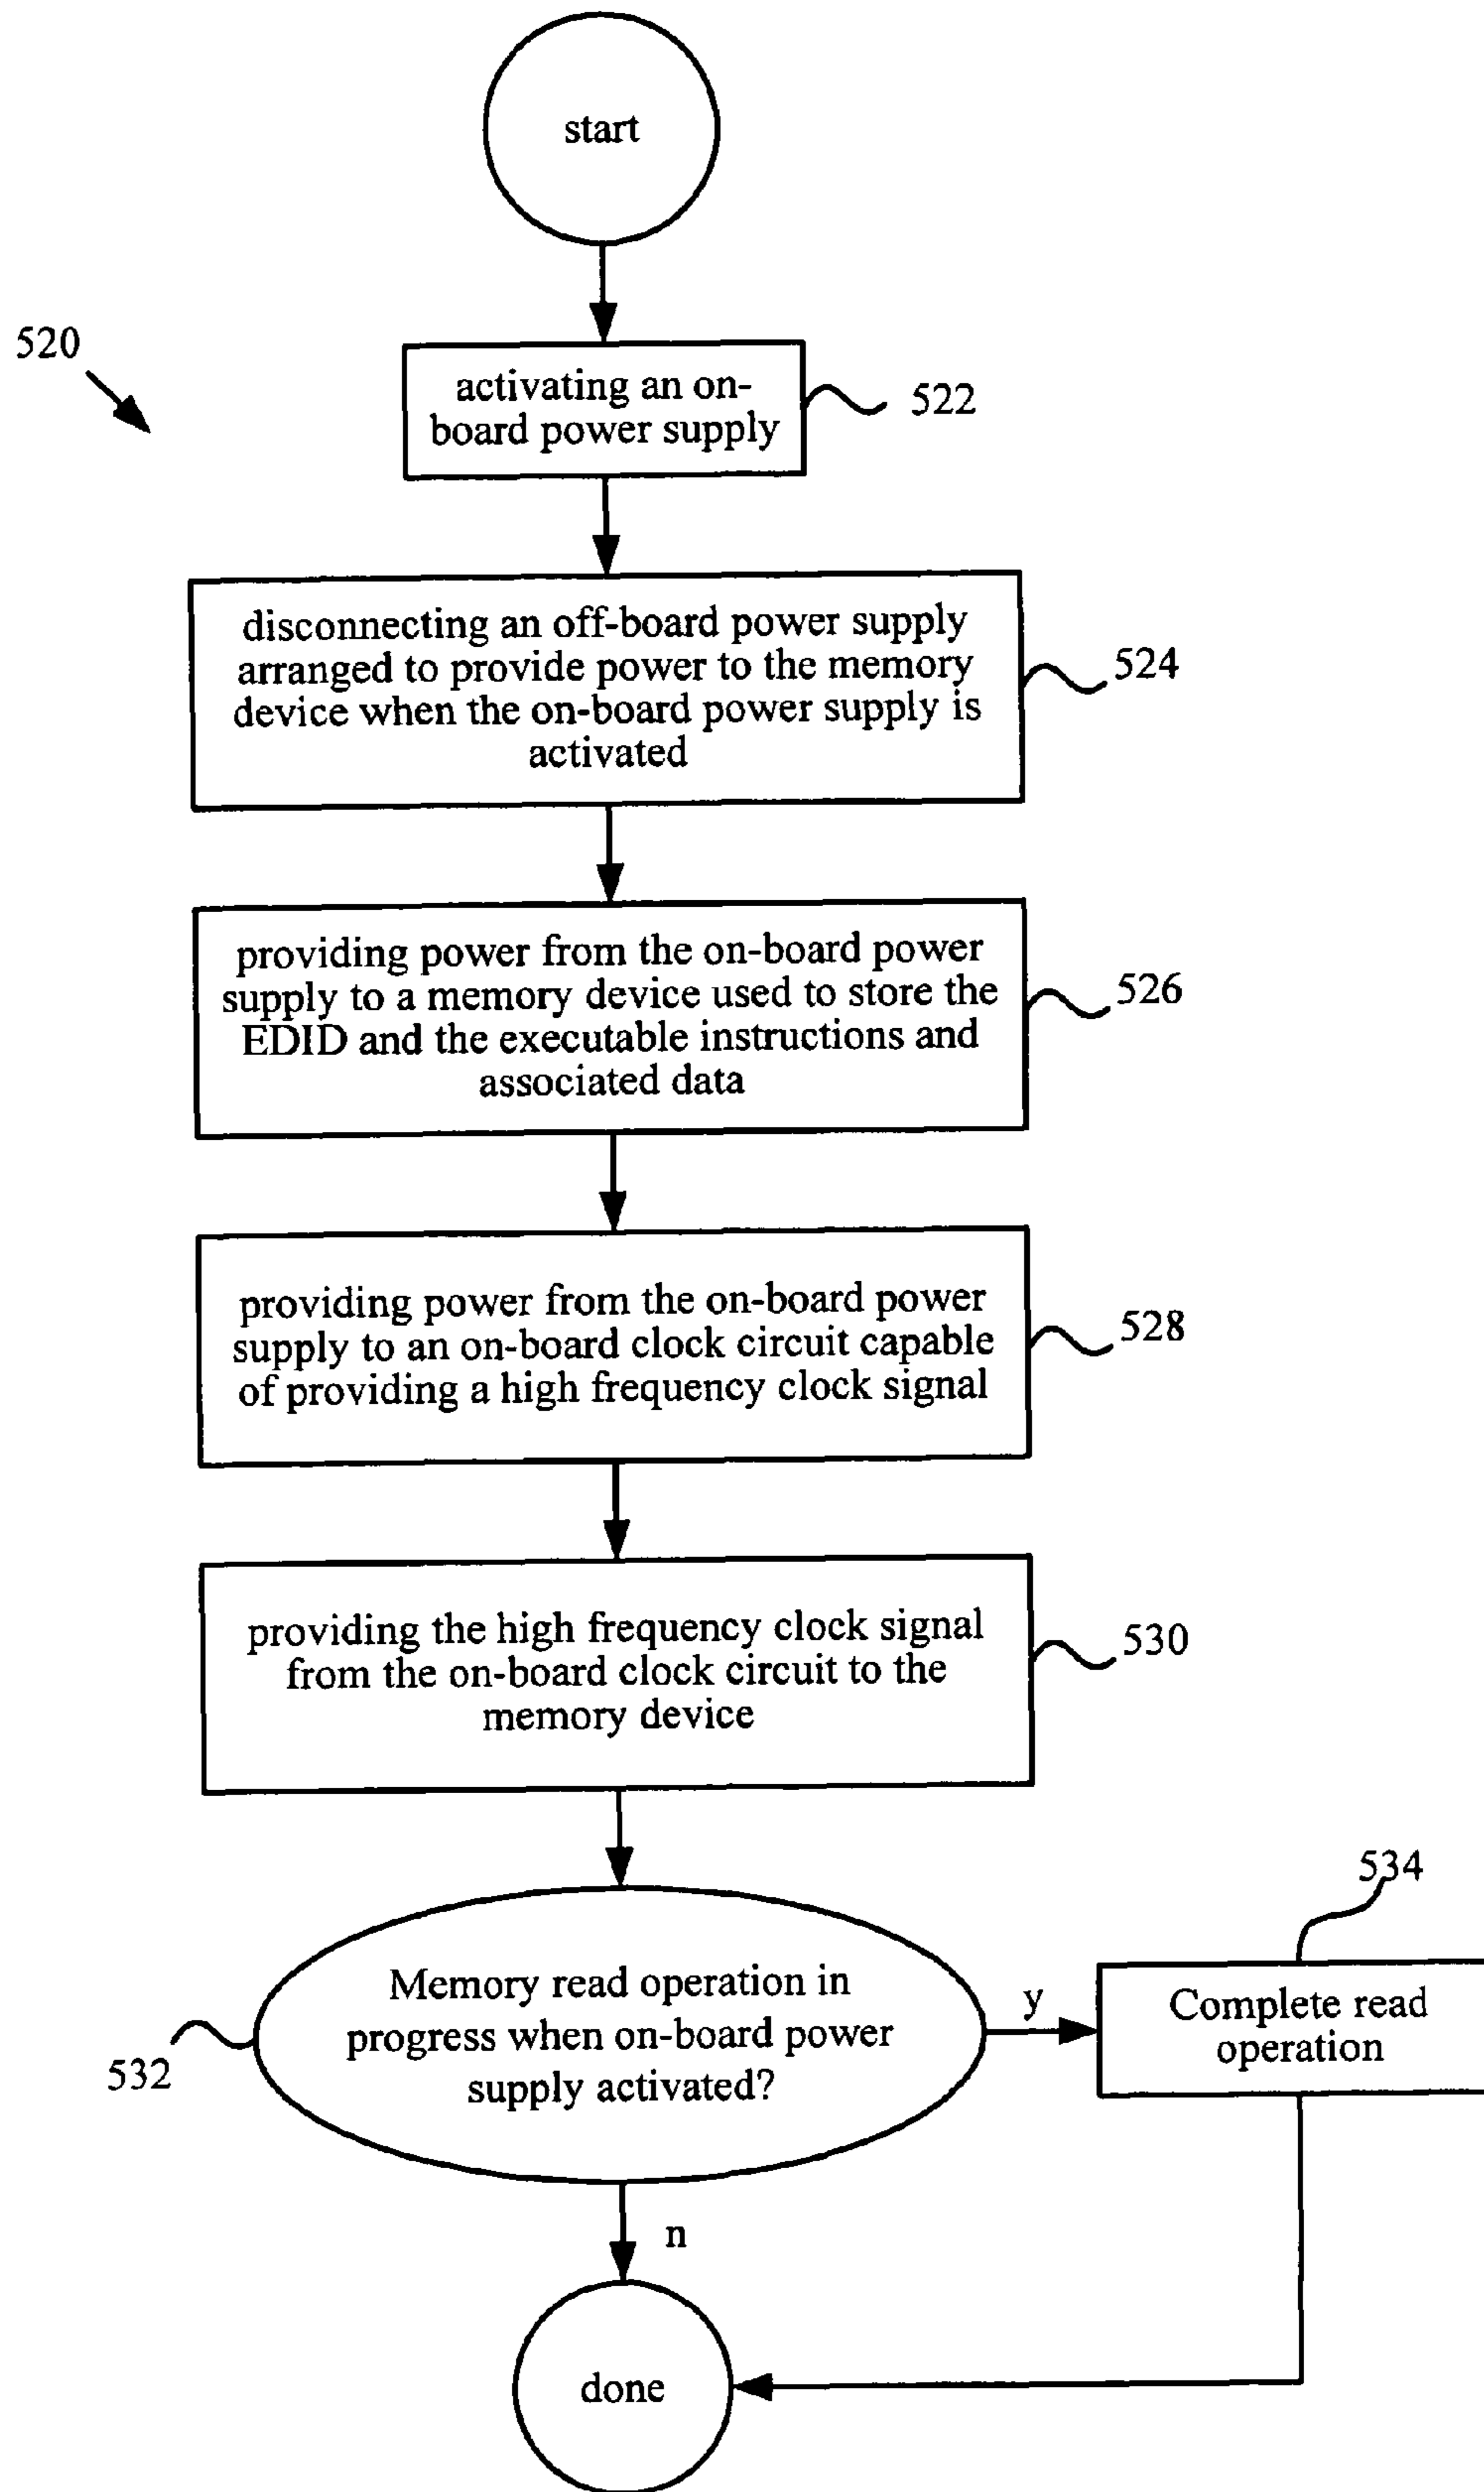 start
520
activating an on-
board power supply
522
disconnecting an off-board power supply
arranged to provide power to the memory
device when the on-board power supply is
activated
524
providing power from the on-board power
supply to a memory device used to store the
EDID and the executable instructions and
associated data
526
providing power from the on-board power
supply to an on-board clock circuit capable
of providing a high frequency clock signal
528
providing the high frequency clock signal
from the on-board clock circuit to the
memory device
530
534
Memory read operation in
progress when on-board power
supply activated?
532
y
Complete read
operation
n
done